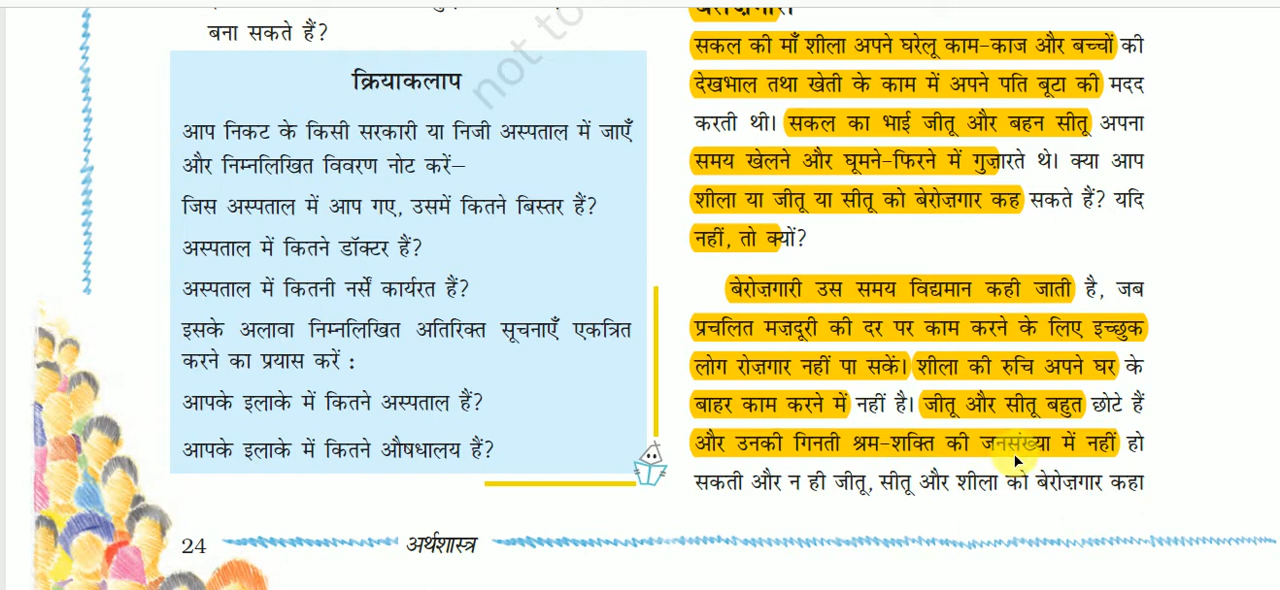 बना सकते हैं?
क्रियाकलाप
आप निकट के किसी सरकारी या निजी अस्पताल में जाएँ
और निम्नलिखित विवरण नोट करें–
जिस अस्पताल में आप गए, उसमें कितने बिस्तर हैं?
अस्पताल में कितने डॉक्टर हैं?
अस्पताल में कितनी नर्सें कार्यरत हैं?
इसके अलावा निम्नलिखित अतिरिक्त सूचनाएँ एकत्रित
करने का प्रयास करें :
आपके इलाके में कितने अस्पताल हैं?
आपके इलाके में कितने औषधालय हैं?
सकल की माँ शीला अपने घरेलू काम-काज और बच्चों की
देखभाल तथा खेती के काम में अपने पति बूटा की मदद
करती थी। सकल का भाई जीतू और बहन सीतू अपना
समय खेलने और घूमने-फिरने में गुज़ारते थे। क्या आप
शीला या जीतू या सीतू को बेरोज़गार कह सकते हैं? यदि
नहीं, तो क्यों?
बेरोज़गारी उस समय विद्यमान कही जाती है, जब
प्रचलित मज़दूरी की दर पर काम करने के लिए इच्छुक
लोग रोज़गार नहीं पा सकें। शीला की रुचि अपने घर के
बाहर काम करने में नहीं है। जीतू और सीतू बहुत छोटे हैं
और उनकी गिनती श्रम-शक्ति की जनसंख्या में नहीं हो
सकती और न ही जीतू, सीतू और शीला को बेरोज़गार कहा
24 अर्थशास्त्र
not to